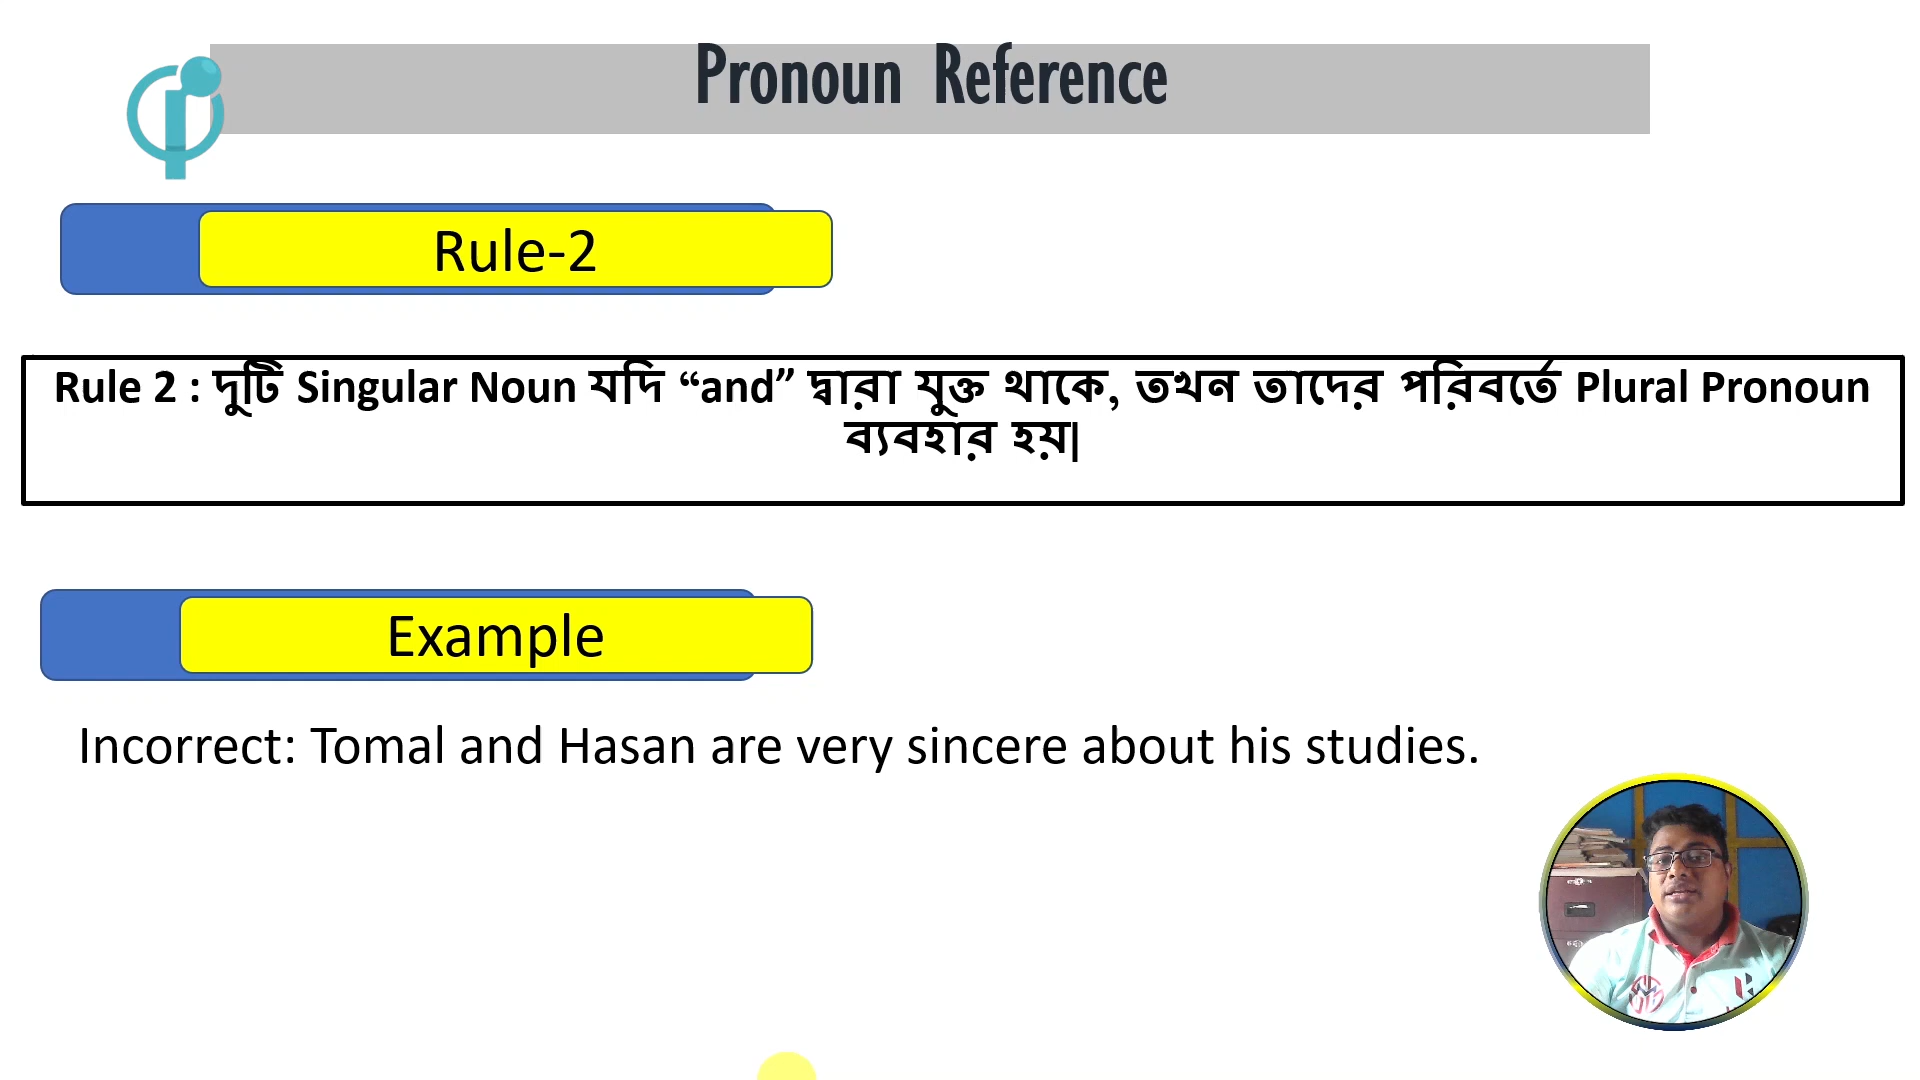 Pronoun Reference
Rule-2
Rule 2 : দুটি Singular Noun যদি “and” দ্বারা যুক্ত থাকে, তখন তাদের পরিবর্তে Plural Pronoun
ব্যবহার হয়|
Example
Incorrect: Tomal and Hasan are very sincere about his studies.